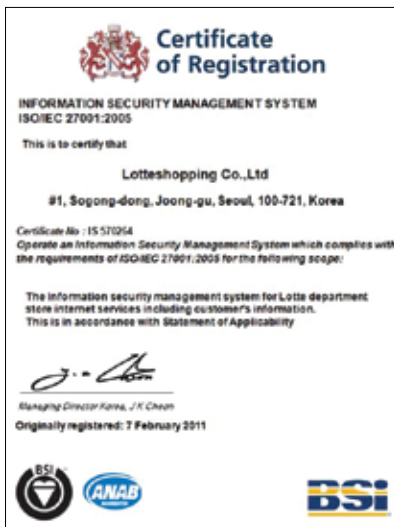 Certificate
of Registration
INFORMATION SECURITY MANAGEMENT SYSTEM
ISO/IEC 27001:2005
This is to certify that
Lotteshopping Co.,Ltd
#1, Sogong-dong, Joong-gu, Seoul, 100-721, Korea
Certificate No : IS 570264
Operate an Information Security Management System which complies with
the requirements of ISO/IEC 27001:2005 for the following scope:
The information security management system for Lotte department
store internet services including customer's information.
This is in accordance with Statement of Applicability
Managing Director Korea, J K Cheon
Originally registered: 7 February 2011
BSI
ANAB
BSi